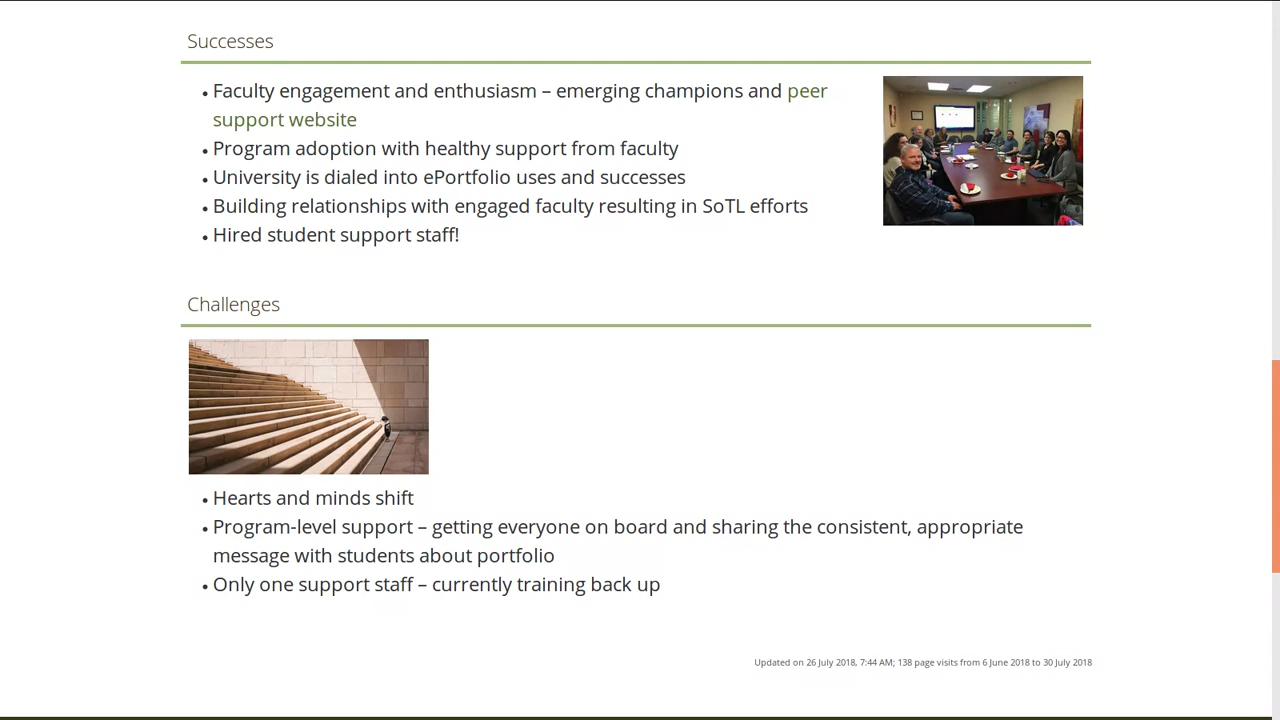 Successes
• Faculty engagement and enthusiasm – emerging champions and peer
support website
• Program adoption with healthy support from faculty
• University is dialed into ePortfolio uses and successes
• Building relationships with engaged faculty resulting in SoTL efforts
• Hired student support staff!
Challenges
• Hearts and minds shift
• Program-level support – getting everyone on board and sharing the consistent, appropriate
message with students about portfolio
• Only one support staff – currently training back up
Updated on 26 July 2018, 7:44 AM; 138 page visits from 6 June 2018 to 30 July 2018